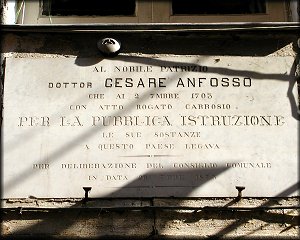 AL NOBILE PATRIZIO
DOTTOR CESARE ANFOSSO
CHE AI 2 7MBRE 1705
CON ATTO ROGATO CARBOSIO
PER LA PUBBLICA ISTRUZIONE
LE SUE SOSTANZE
A QUESTO PAESE LEGAVA
PER DELIBERAZIONE DEL CONSIGLIO COMUNALE
IN DATA